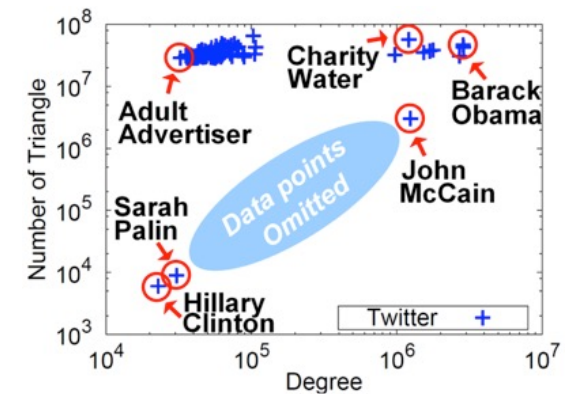 10^8
10^7
10^6
10^5
10^4
10^3
Number of Triangle
Charity
Water
Barack
Obama
Adult
Advertiser
John
McCain
Data points
Omitted
Sarah
Palin
Hillary
Clinton
Twitter
10^4
10^5
10^6
10^7
Degree